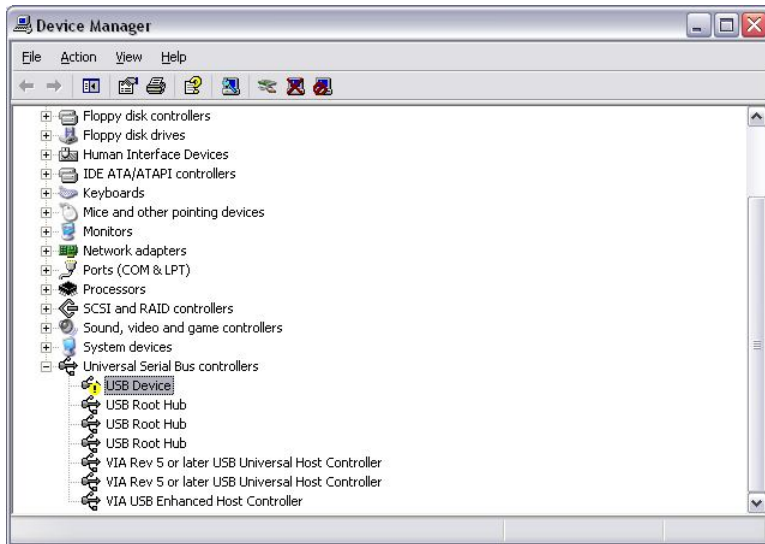 Device Manager
File Action View Help
Floppy disk controllers
Floppy disk drives
Human Interface Devices
IDE ATA/ATAPI controllers
Keyboards
Mice and other pointing devices
Monitors
Network adapters
Ports (COM & LPT)
Processors
SCSI and RAID controllers
Sound, video and game controllers
System devices
Universal Serial Bus controllers
USB Device
USB Root Hub
USB Root Hub
USB Root Hub
VIA Rev 5 or later USB Universal Host Controller
VIA Rev 5 or later USB Universal Host Controller
VIA USB Enhanced Host Controller